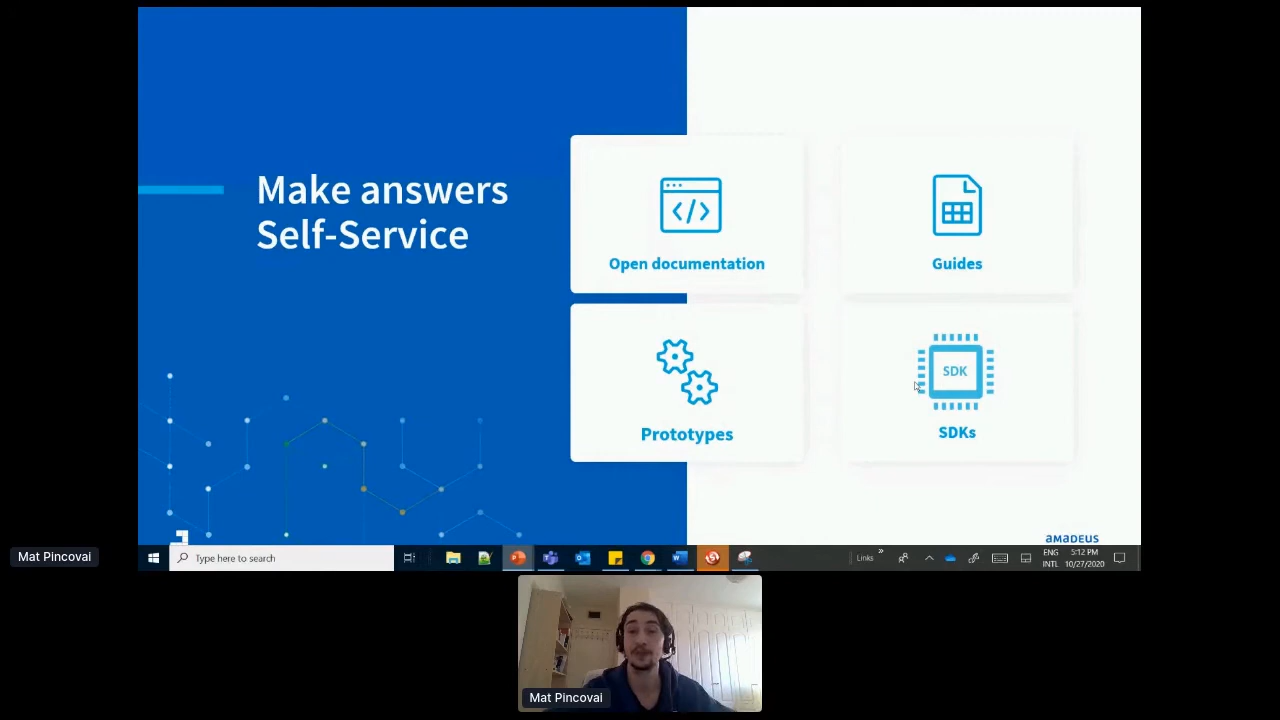 Make answers
Self-Service
</>
Open documentation
Guides
Prototypes
SDK
SDKs
amadeus
Mat Pincovai
Type here to search
Links
ENG
INTL
5:12 PM
10/27/2020
Mat Pincovai